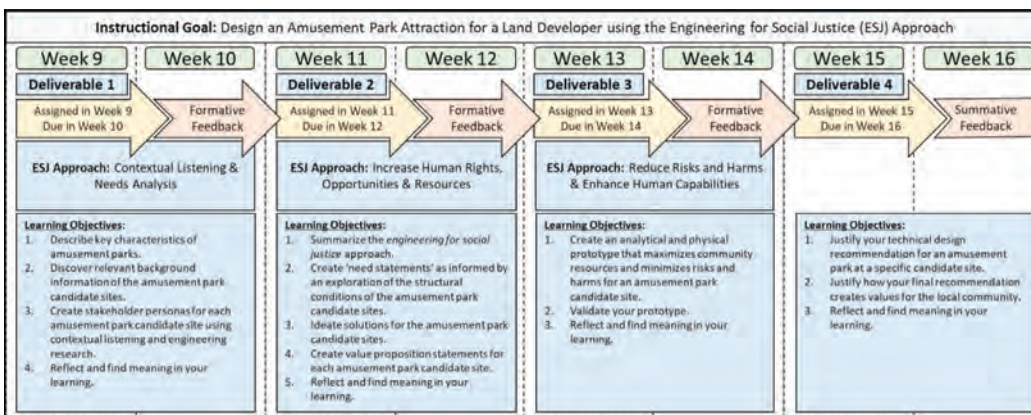 Instructional Goal: Design an Amusement Park Attraction for a Land Developer using the Engineering for Social Justice (ESJ) Approach
Week 9
Week 10
Week 11
Week 12
Week 13
Week 14
Week 15
Week 16
Deliverable 1
Assigned in Week 9
Due in Week 10
Formative
Feedback
Deliverable 2
Assigned in Week 11
Due in Week 12
Formative
Feedback
Deliverable 3
Assigned in Week 13
Due in Week 14
Formative
Feedback
Deliverable 4
Assigned in Week 15
Due in Week 16
Summative
Feedback
ESJ Approach: Contextual Listening &
Needs Analysis
ESJ Approach: Increase Human Rights,
Opportunities & Resources
ESJ Approach: Reduce Risks and Harms
& Enhance Human Capabilities
Learning Objectives:
1. Describe key characteristics of
amusement parks.
2. Discover relevant background
information of the amusement park
candidate sites.
3. Create stakeholder personas for each
amusement park candidate site using
contextual listening and engineering
research.
4. Reflect and find meaning in your
learning.
Learning Objectives:
1. Summarize the engineering for social
justice approach.
2. Create 'need statements' as informed by
an exploration of the structural
conditions of the amusement park
candidate sites.
3. Ideate solutions for the amusement park
candidate sites.
4. Create value proposition statements for
each amusement park candidate site.
5. Reflect and find meaning in your
learning.
Learning Objectives:
1. Create an analytical and physical
prototype that maximizes community
resources and minimizes risks and
harms for an amusement park
candidate site.
2. Validate your prototype.
3. Reflect and find meaning in your
learning.
Learning Objectives:
1. Justify your technical design
recommendation for an amusement
park at a specific candidate site.
2. Justify how your final recommendation
creates values for the local community.
3. Reflect and find meaning in your
learning.